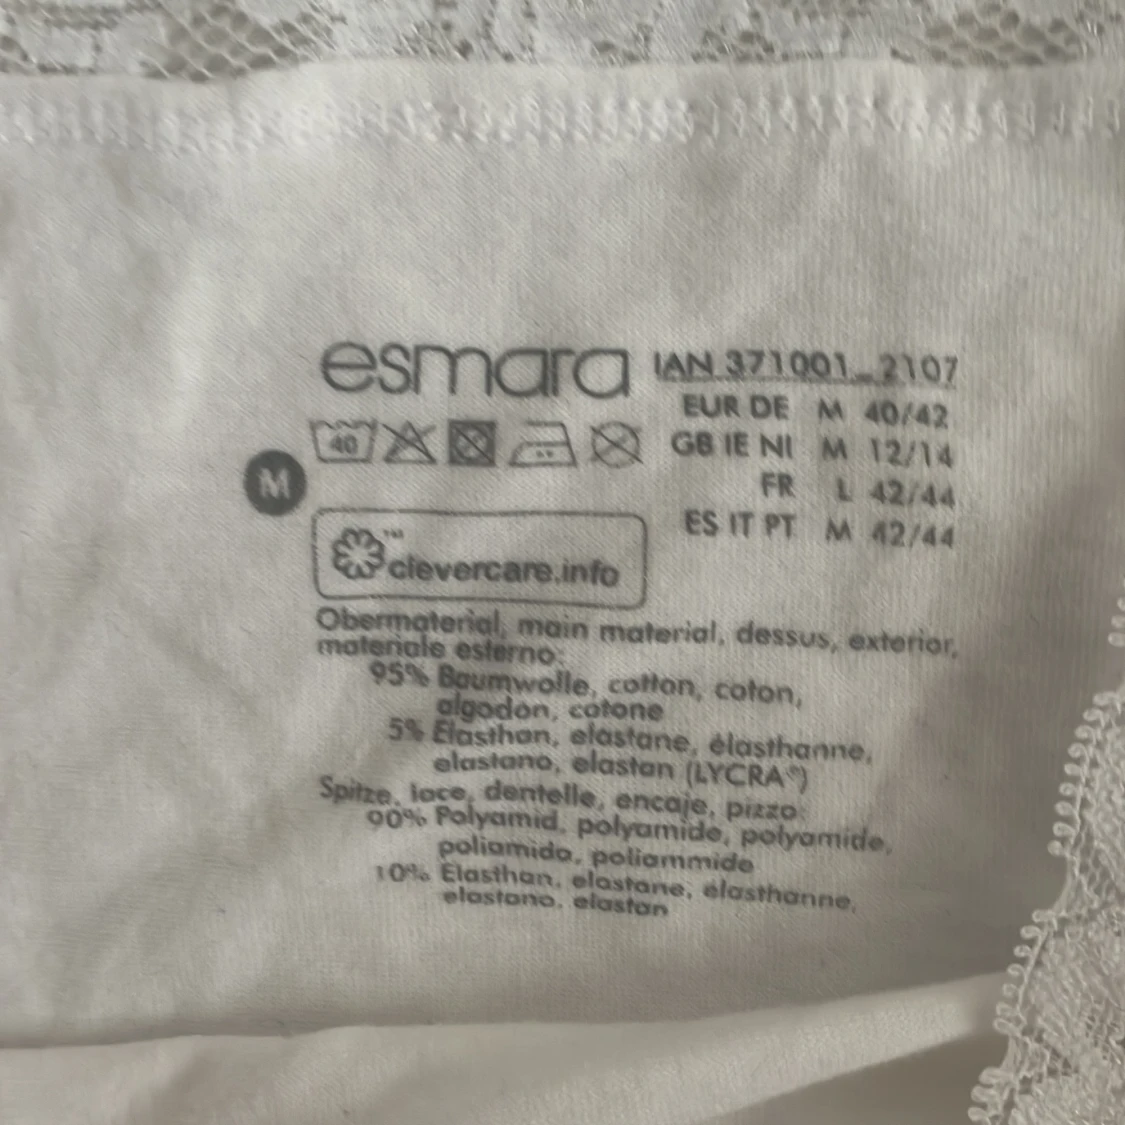 esmara
IAN 371001_2107
EUR DE M 40/42
GB IE NI M 12/14
FR L 42/44
ES IT PT M 42/44
40
M
clevercare.info™
Obermaterial, main material, dessus, exterior,
materiale esterno:
95% Baumwolle, cotton, coton,
algodón, cotone
5% Elasthan, elastane, élasthanne,
elastano, elastan (LYCRA®)
Spitze, lace, dentelle, encaje, pizzo:
90% Polyamid, polyamide, polyamide,
poliamida, poliammide
10% Elasthan, elastane, élasthanne,
elastano, elastan